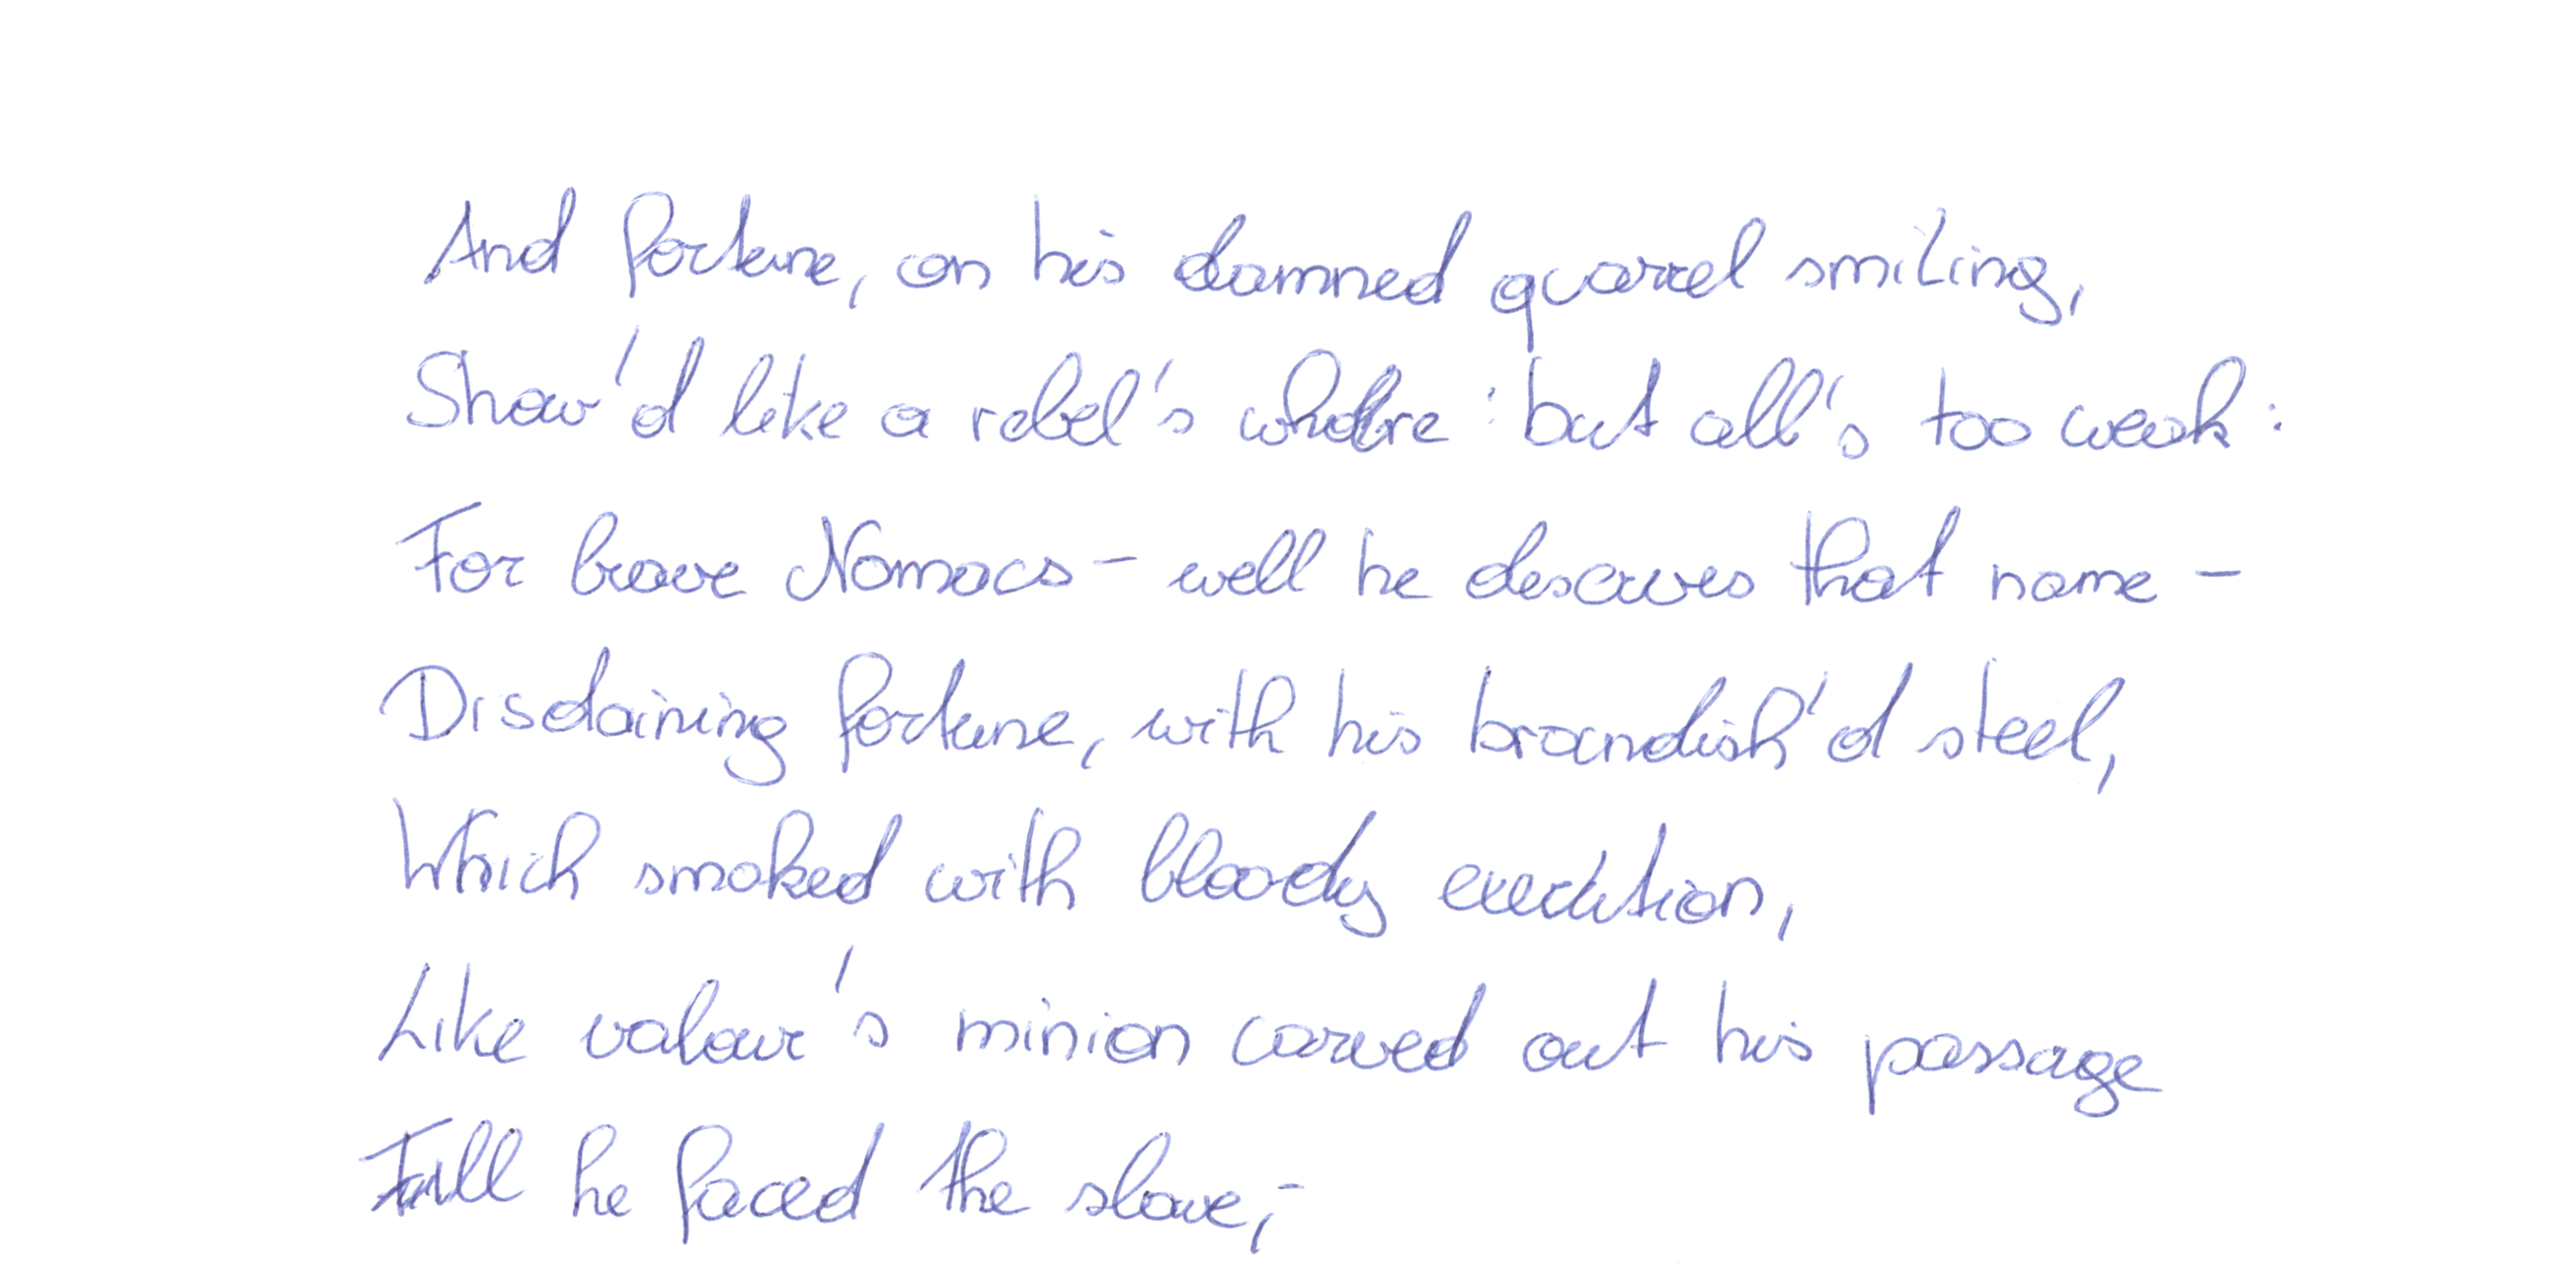 And fortune, on his damned quarrel smiling,
Show'd like a rebel's whore : but all's too weak :
For brave Nomacs - well he deserves that name -
Disdaining fortune, with his brandish'd steel,
Which smoked with bloody execution,
Like valour's minion carved out his passage
Till he faced the slave;-